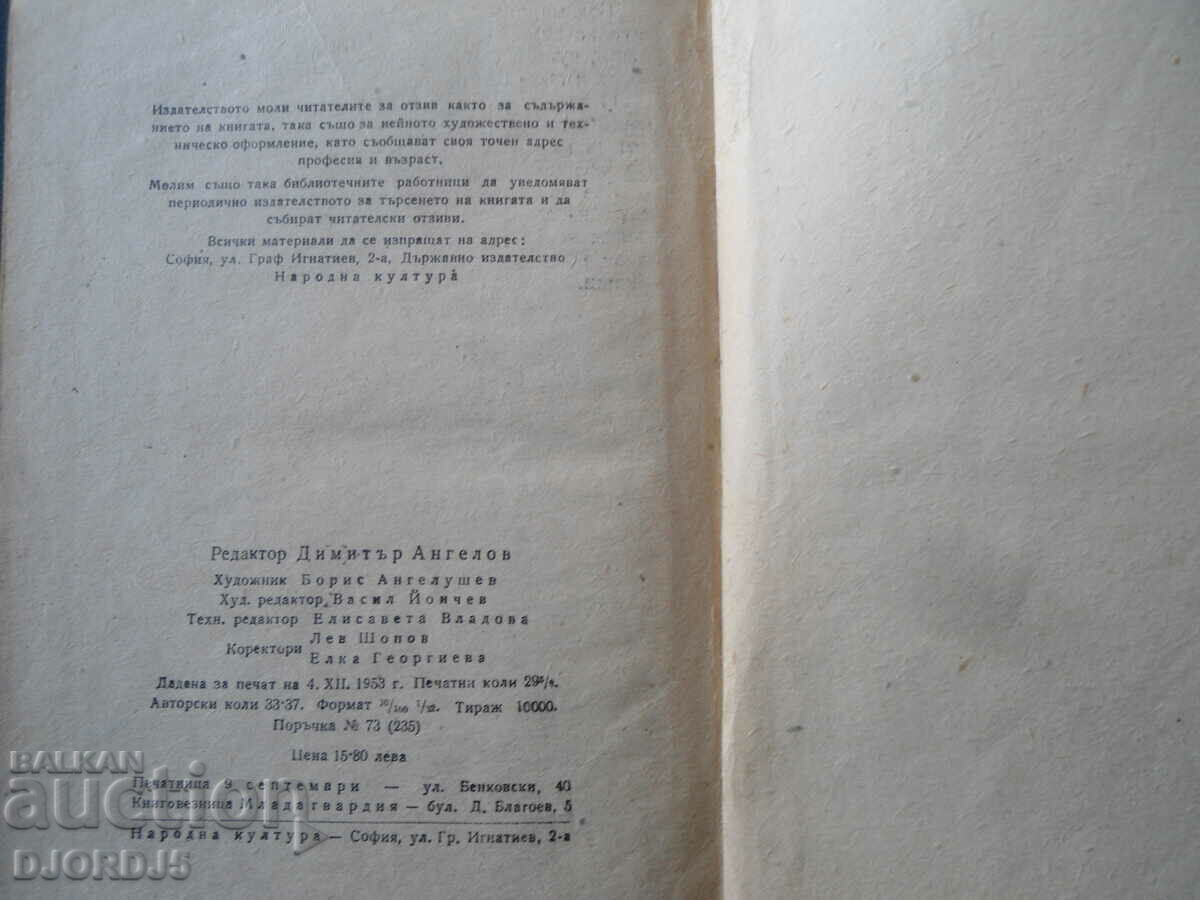 Издателството моли читателите за отзив както за съдържа-
нието на книгата, така също за нейното художествено и тех-
ническо оформление, като съобщават своя точен адрес
професия и възраст.
Молим също така библиотечните работници да уведомяват
периодично издателството за търсенето на книгата и да
събират читателски отзиви.
Всички материали да се изпращат на адрес:
София, ул. Граф Игнатиев, 2-а, Държавно издателство
Народна култура
Редактор Димитър Ангелов
Художник Борис Ангелушев
Худ. редактор Васил Йончев
Техн. редактор Елисавета Владова
Лев Шопов
Коректори
Елка Георгиева
Дадена за печат на 4. XII. 1953 г. Печатни коли
Авторски коли 33·37. Формат 1/32. Тираж 10000.
Поръчка № 73 (235)
Цена 15·80 лева
Печатница 9 септември — ул. Бенковски, 40
Книговезница Млада гвардия — бул. Д. Благоев, 5
Народна култура — София, ул. Гр. Игнатиев, 2-а
BALKAN
auction
DJORDJ5